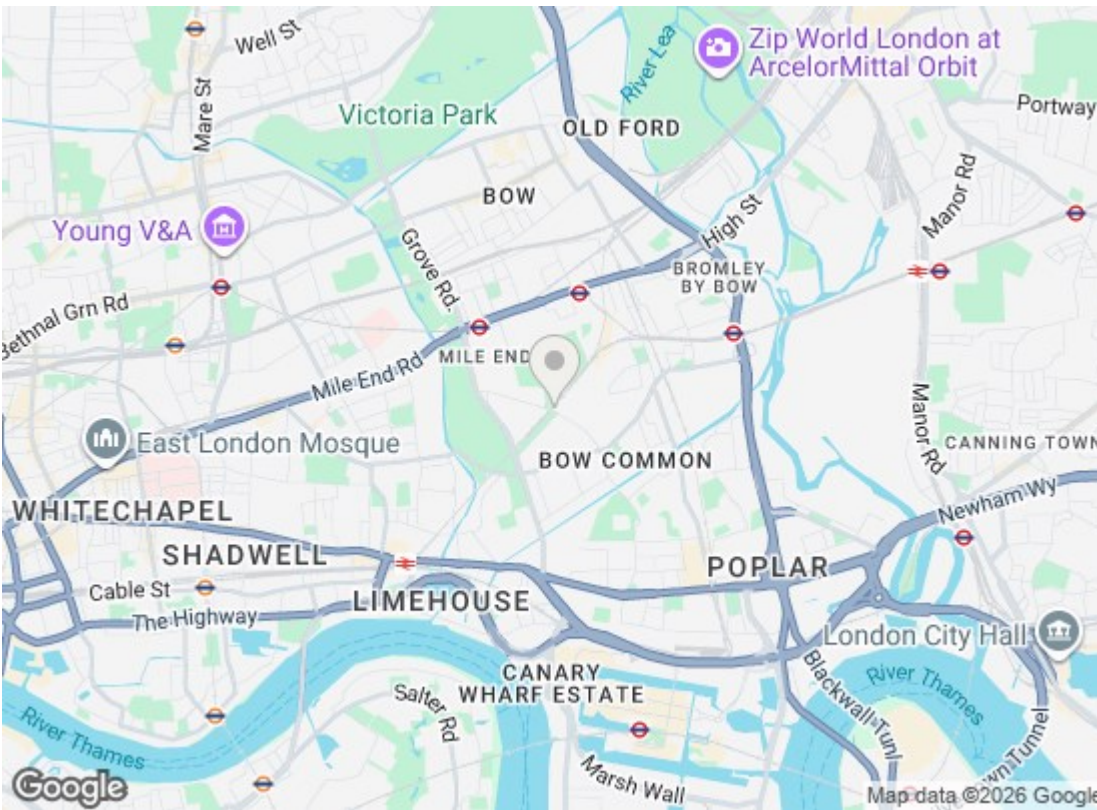 Well St
Zip World London at
ArcelorMittal Orbit
River Lea
Mare St
Victoria Park
OLD FORD
Portway
Manor Rd
BOW
Young V&A
Grove Rd.
High St
BROMLEY
BY BOW
Bethnal Grn Rd
MILE END
Mile End Rd
Manor Rd
East London Mosque
BOW COMMON
CANNING TOWN
WHITECHAPEL
Newham Wy
SHADWELL
POPLAR
Cable St
LIMEHOUSE
The Highway
London City Hall
CANARY
WHARF ESTATE
Salter Rd
Blackwall Tunl
River Thames
River Thames
Marsh Wall
wn Tunnel
Google
Map data ©2026 Google